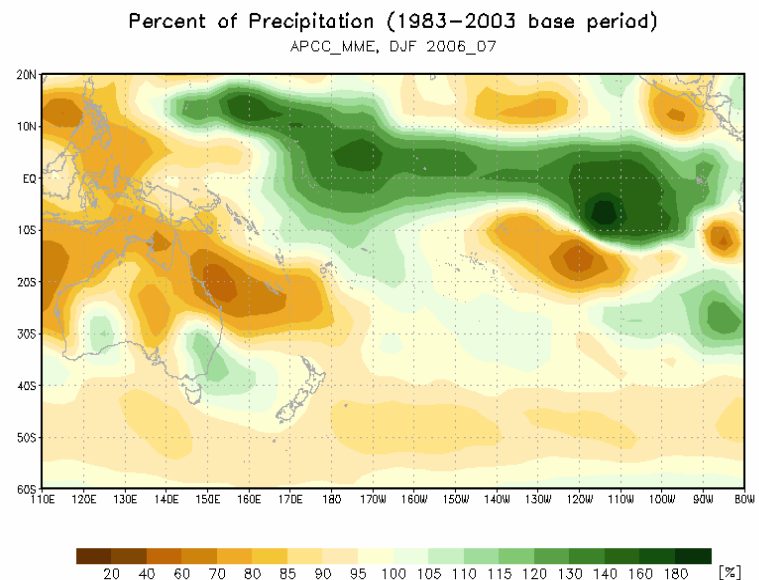 Percent of Precipitation (1983-2003 base period)
APCC_MME, DJF 2006_07
20N
10N
EQ
10S
20S
30S
40S
50S
60S
110E 120E 130E 140E 150E 160E 170E 180 170W 160W 150W 140W 130W 120W 110W 100W 90W 80W
20 40 60 70 85 90 95 100 105 110 115 120 130 140 160 180 [%]